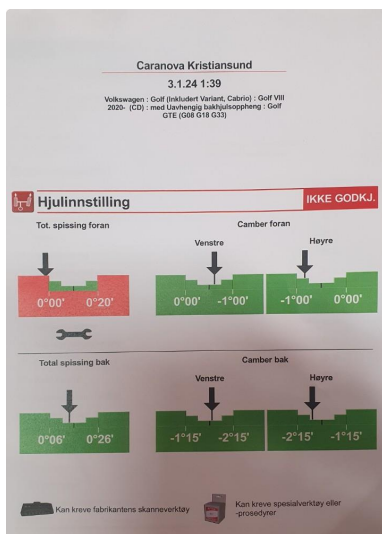 Caranova Kristiansund
3.1.24 1:39
Volkswagen : Golf (Inkludert Variant, Cabrio) : Golf VIII
2020- (CD) : med Uavhengig bakhjulsoppheng : Golf
GTE (G08 G18 G33)
Hjulinnstilling
IKKE GODKJ.
Tot. spissing foran
Camber foran
Venstre
Høyre
0°00' 0°20'
0°00' -1°00'
-1°00' 0°00'
Total spissing bak
Camber bak
Venstre
Høyre
0°06' 0°26'
-1°15' -2°15'
-2°15' -1°15'
Kan kreve fabrikantens skanneverktøy
Kan kreve spesialverktøy eller
-prosedyrer